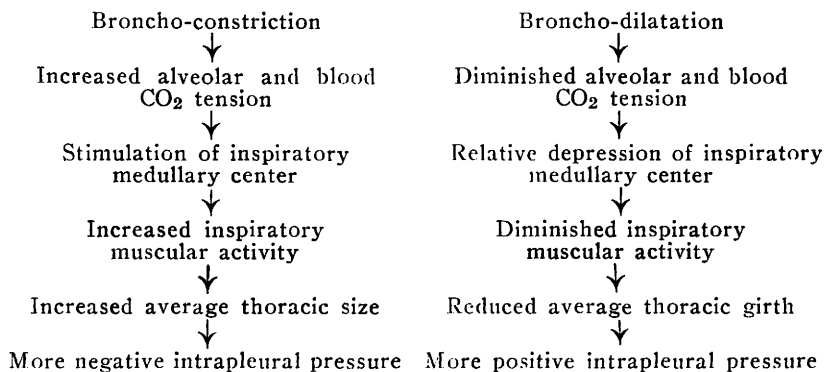 Broncho-constriction
Increased alveolar and blood
CO₂ tension
Stimulation of inspiratory
medullary center
Increased inspiratory
muscular activity
Increased average thoracic size
More negative intrapleural pressure
Broncho-dilatation
Diminished alveolar and blood
CO₂ tension
Relative depression of inspiratory
medullary center
Diminished inspiratory
muscular activity
Reduced average thoracic girth
More positive intrapleural pressure